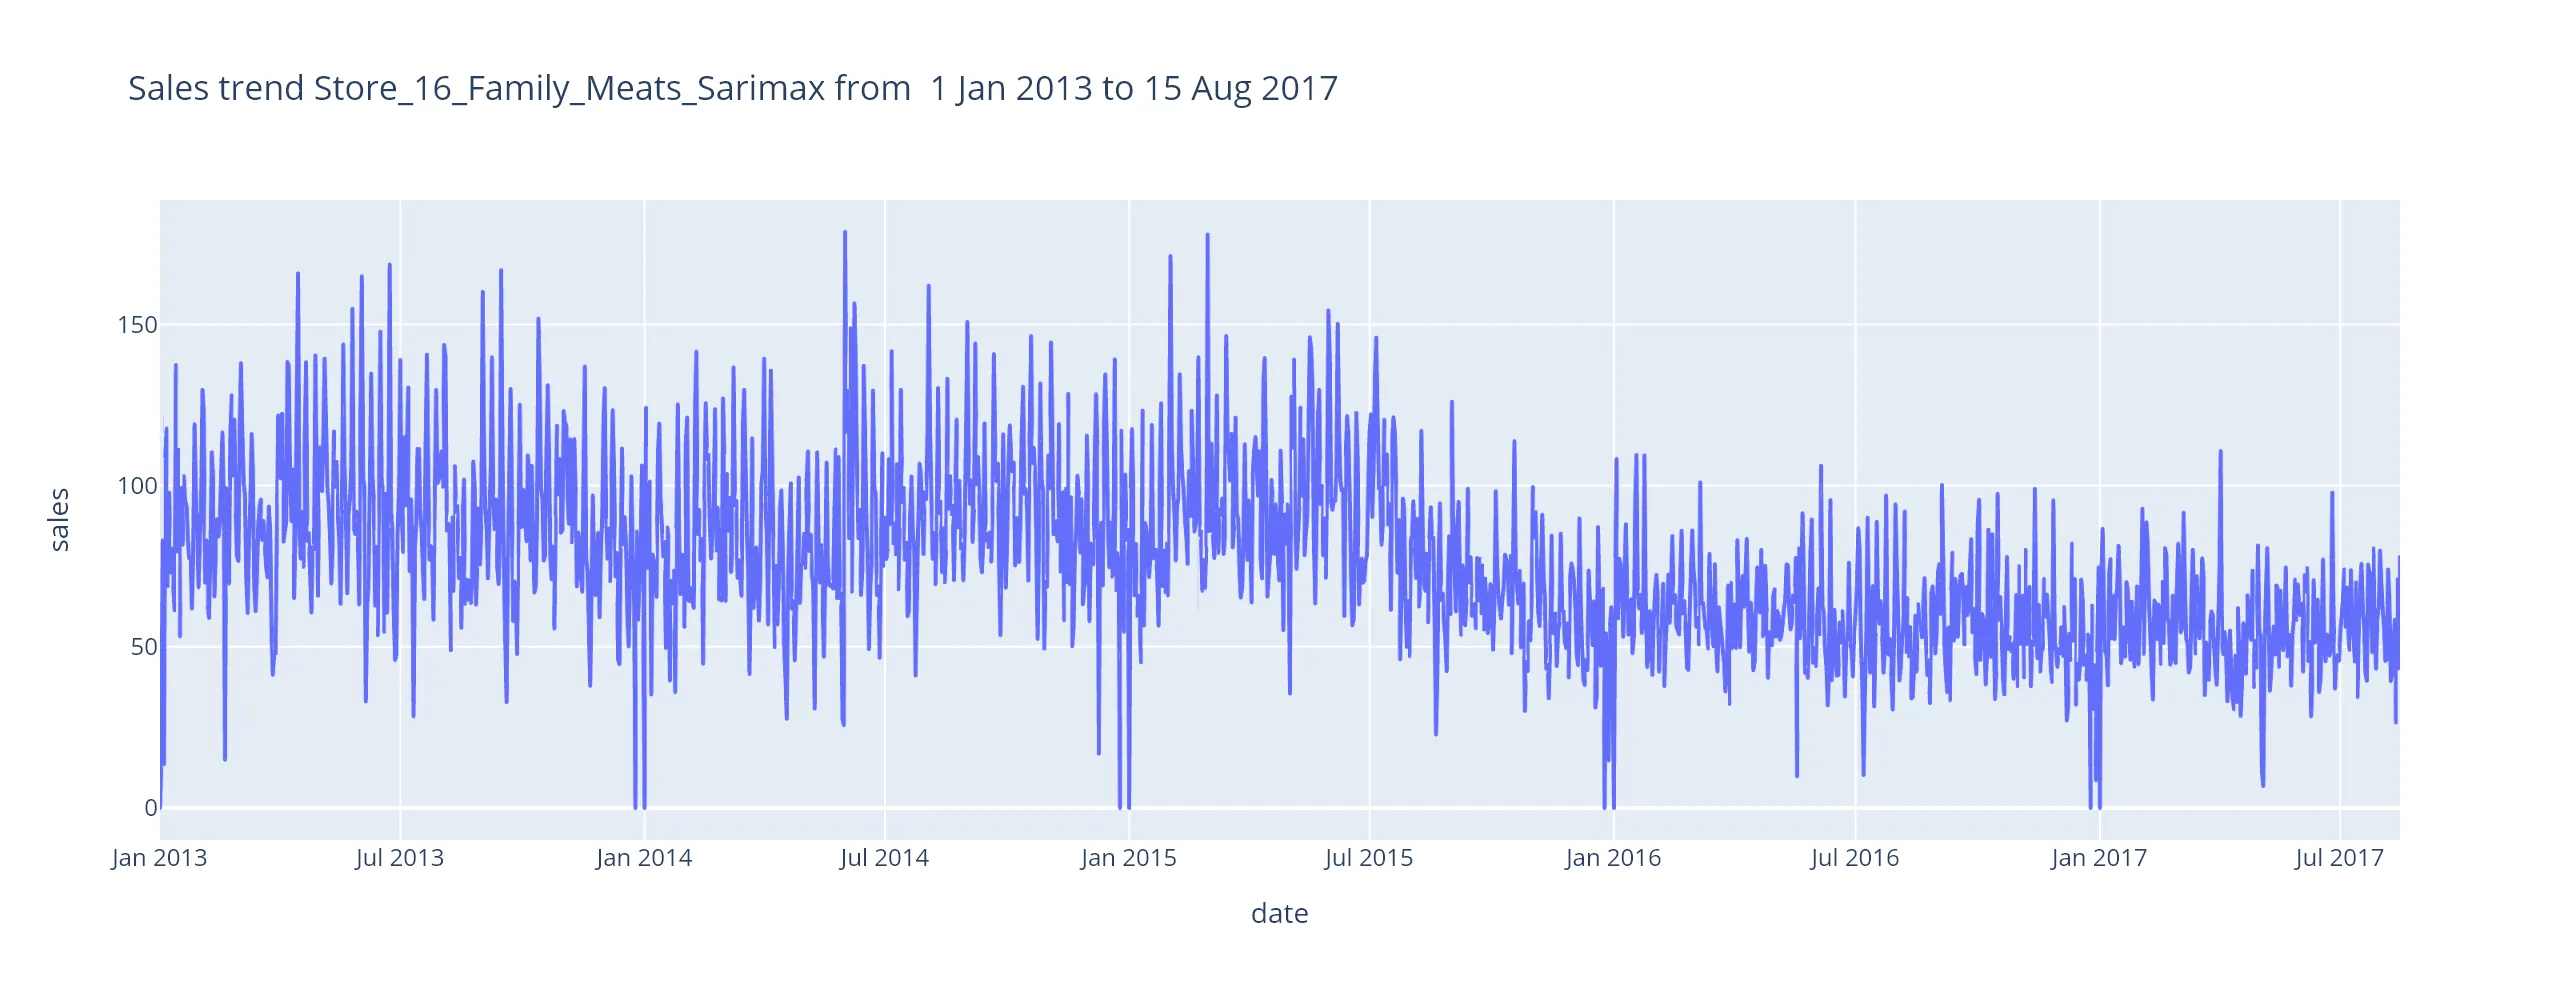 Sales trend Store_16_Family_Meats_Sarimax from  1 Jan 2013 to 15 Aug 2017
sales
150
100
50
0
Jan 2013 Jul 2013 Jan 2014 Jul 2014 Jan 2015 Jul 2015 Jan 2016 Jul 2016 Jan 2017 Jul 2017
date